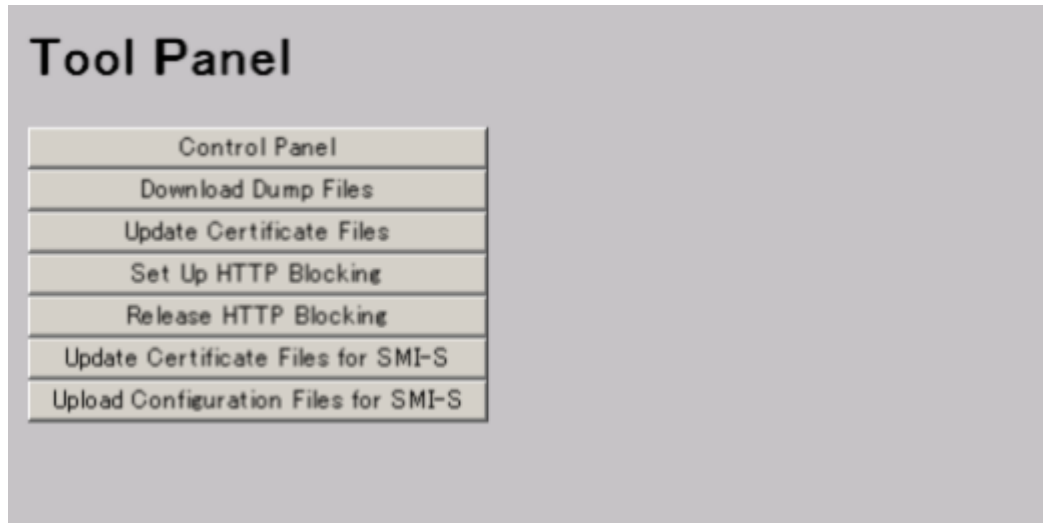 Tool Panel
Control Panel
Download Dump Files
Update Certificate Files
Set Up HTTP Blocking
Release HTTP Blocking
Update Certificate Files for SMI-S
Upload Configuration Files for SMI-S